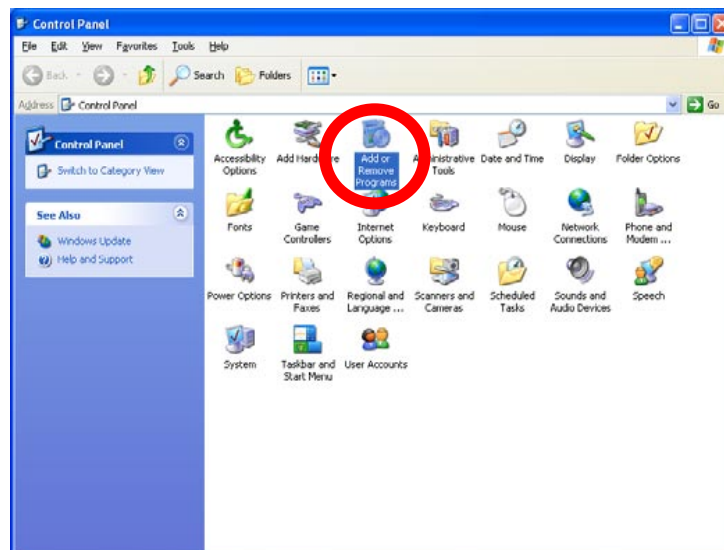 Control Panel
File Edit View Favorites Tools Help
Back Search Folders
Address Control Panel Go
Control Panel
Switch to Category View
See Also
Windows Update
Help and Support
Accessibility Options
Add Hardware
Add or Remove Programs
Administrative Tools
Date and Time
Display
Folder Options
Fonts
Game Controllers
Internet Options
Keyboard
Mouse
Network Connections
Phone and Modem ...
Power Options
Printers and Faxes
Regional and Language ...
Scanners and Cameras
Scheduled Tasks
Sounds and Audio Devices
Speech
System
Taskbar and Start Menu
User Accounts